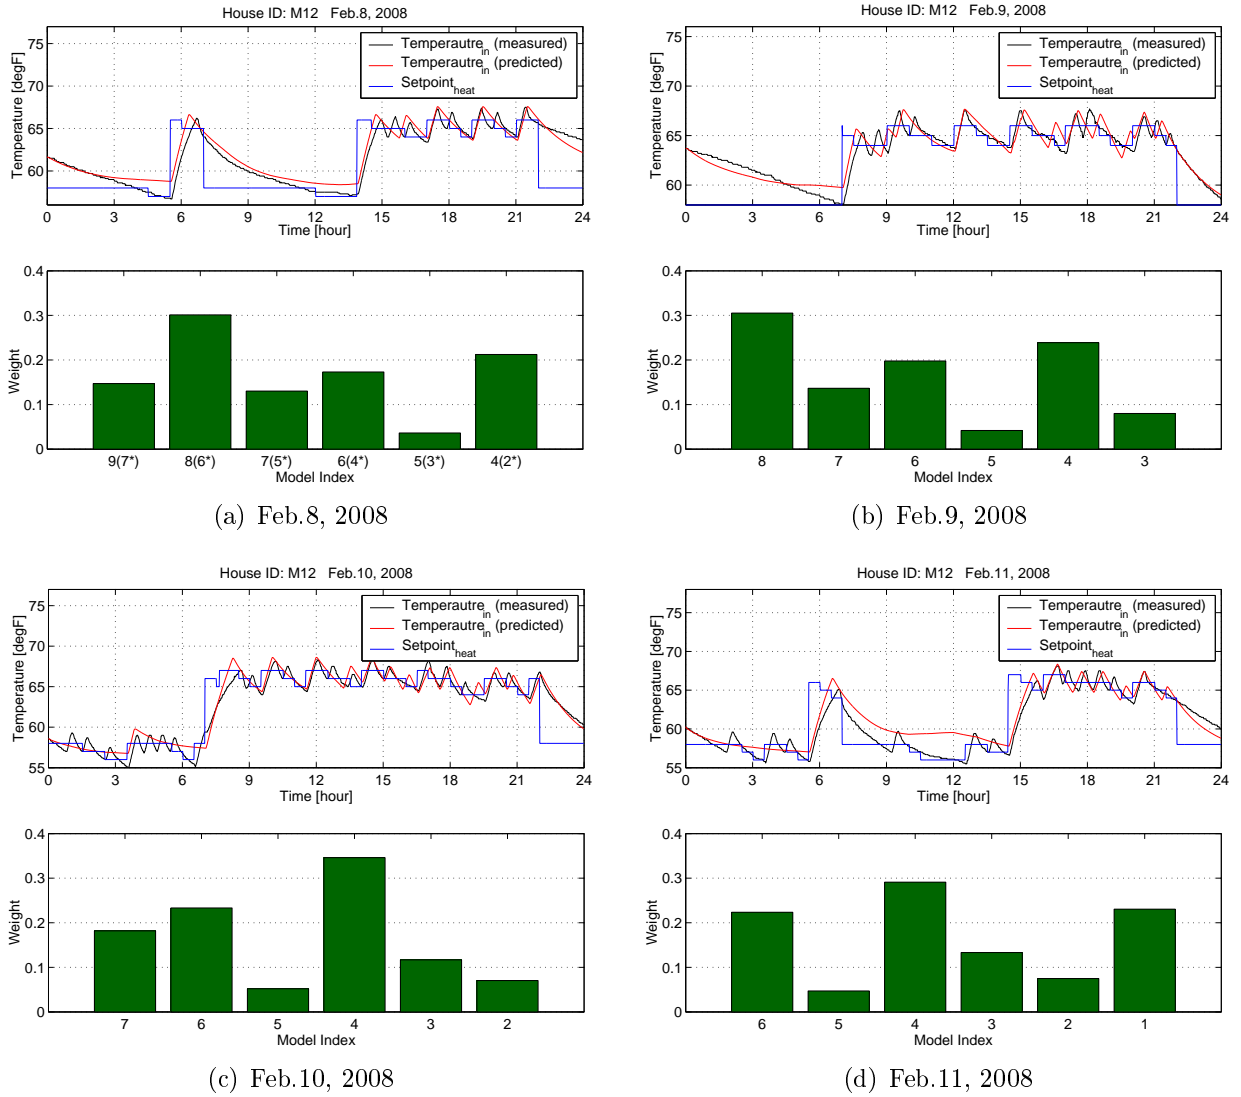 House ID: M12 Feb.8, 2008
Temperature [degF]
75
70
65
60
Temperautre_in (measured)
Temperautre_in (predicted)
Setpoint_heat
0 3 6 9 12 15 18 21 24
Time [hour]
Weight
0.4
0.3
0.2
0.1
0
9(7*) 8(6*) 7(5*) 6(4*) 5(3*) 4(2*)
Model Index
(a) Feb.8, 2008
House ID: M12 Feb.9, 2008
Temperature [degF]
75
70
65
60
Temperautre_in (measured)
Temperautre_in (predicted)
Setpoint_heat
0 3 6 9 12 15 18 21 24
Time [hour]
Weight
0.4
0.3
0.2
0.1
0
8 7 6 5 4 3
Model Index
(b) Feb.9, 2008
House ID: M12 Feb.10, 2008
Temperature [degF]
75
70
65
60
55
Temperautre_in (measured)
Temperautre_in (predicted)
Setpoint_heat
0 3 6 9 12 15 18 21 24
Time [hour]
Weight
0.4
0.3
0.2
0.1
0
7 6 5 4 3 2
Model Index
(c) Feb.10, 2008
House ID: M12 Feb.11, 2008
Temperature [degF]
75
70
65
60
55
Temperautre_in (measured)
Temperautre_in (predicted)
Setpoint_heat
0 3 6 9 12 15 18 21 24
Time [hour]
Weight
0.4
0.3
0.2
0.1
0
6 5 4 3 2 1
Model Index
(d) Feb.11, 2008